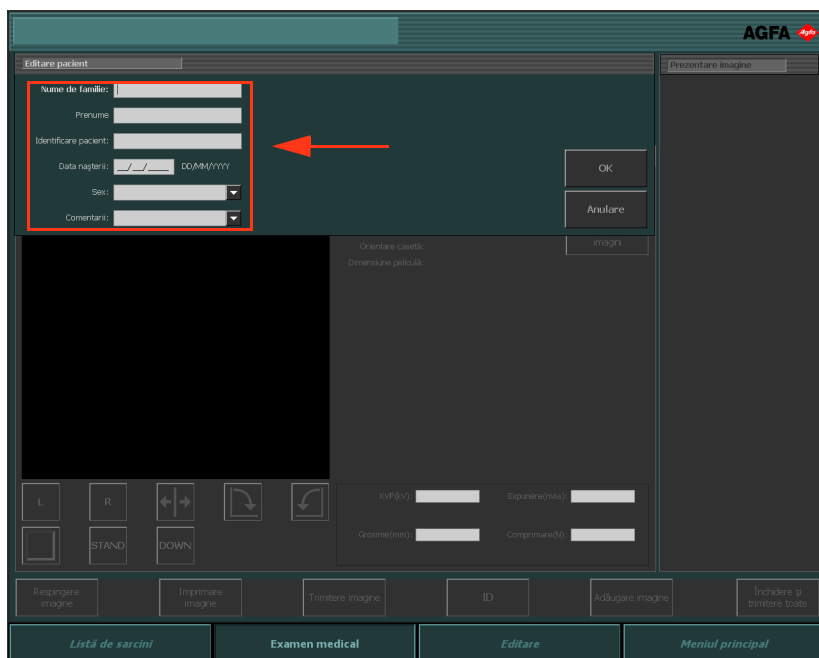 AGFA Agfa
Editare pacient
Prezentare imagine
Nume de familie:
Prenume
Identificare pacient:
Data nașterii: __/__/____ DD/MM/YYYY
Sex:
Comentarii:
OK
Anulare
imagini
Orientare casetă:
Dimensiune peliculă:
L
R
STAND
DOWN
KVP(kV):
Expunere(mAs):
Grosime(mm):
Comprimare(N):
Respingere
imagine
Imprimare
imagine
Trimitere imagine
ID
Adăugare imagine
Închidere și
trimitere toate
Listă de sarcini
Examen medical
Editare
Meniul principal